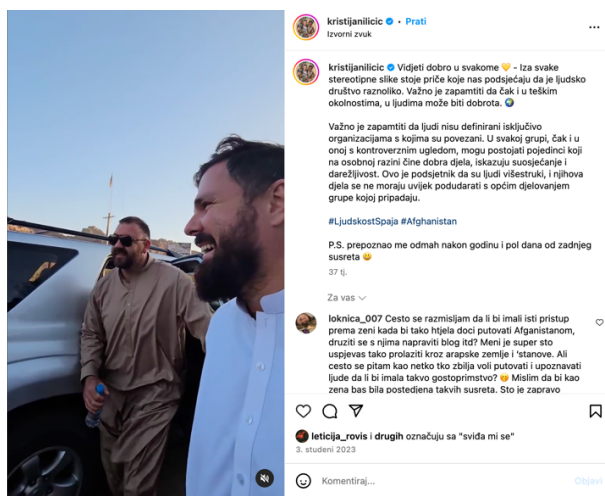 kristijanilicic • Prati
Izvorni zvuk
kristijanilicic Vidjeti dobro u svakome 💛 - Iza svake
stereotipne slike stoje priče koje nas podsjećaju da je ljudsko
društvo raznoliko. Važno je zapamtiti da čak i u teškim
okolnostima, u ljudima može biti dobrota. 🌍
Važno je zapamtiti da ljudi nisu definirani isključivo
organizacijama s kojima su povezani. U svakoj grupi, čak i u
onoj s kontroverznim ugledom, mogu postojati pojedinci koji
na osobnoj razini čine dobra djela, iskazuju suosjećanje i
darežljivost. Ovo je podsjetnik da su ljudi višestruki, i njihova
djela se ne moraju uvijek podudarati s općim djelovanjem
grupe kojoj pripadaju.
#LjudskostSpaja #Afghanistan
P.S. prepoznao me odmah nakon godinu i pol dana od zadnjeg
susreta 😀
37 tj.
Za vas
loknica_007 Cesto se razmisljam da li bi imali isti pristup
prema zeni kada bi tako htjela doci putovati Afganistanom,
druziti se s njima napraviti blog itd? Meni je super sto
uspjevas tako prolaziti kroz arapske zemlje i 'stanove. Ali
cesto se pitam kao netko tko zbilja voli putovati i upoznavati
ljude da li bi imala takvo gostoprimstvo? 🤔 Mislim da bi kao
zena bas bila postedjena takvih susreta. Sto je zapravo
leticija_rovis i drugih označuju sa "sviđa mi se"
3. studeni 2023
Komentiraj...
Objavi